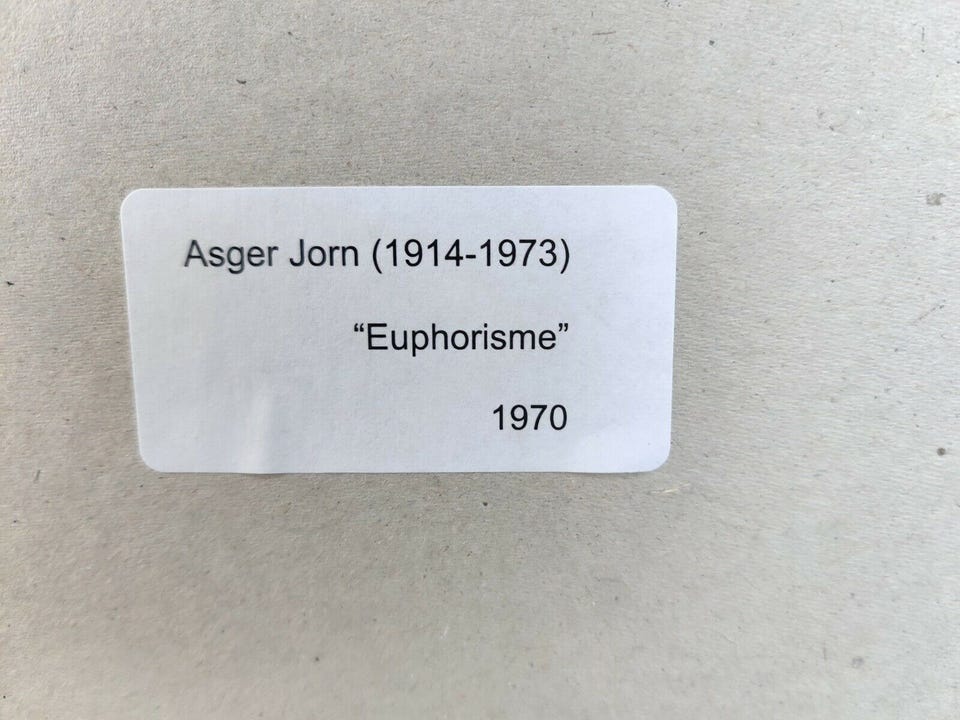 Asger Jorn (1914-1973)
“Euphorisme”
1970